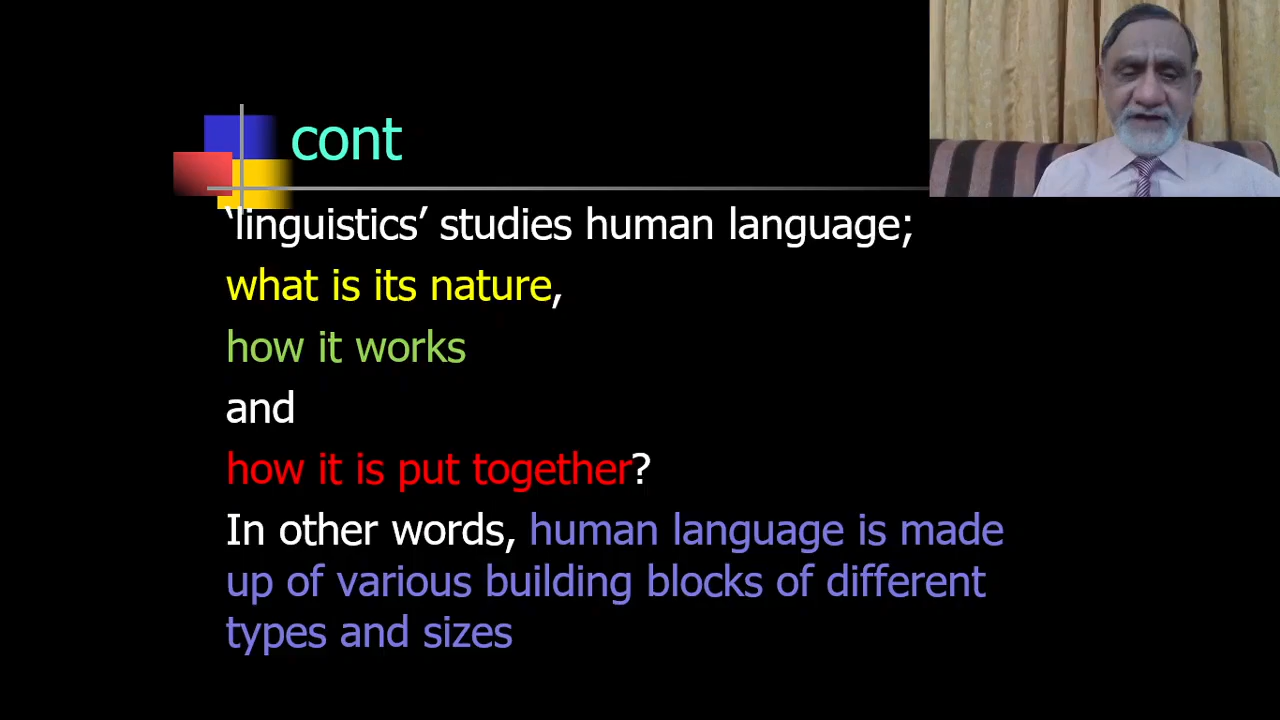 cont
‘linguistics’ studies human language;
what is its nature,
how it works
and
how it is put together?
In other words, human language is made
up of various building blocks of different
types and sizes